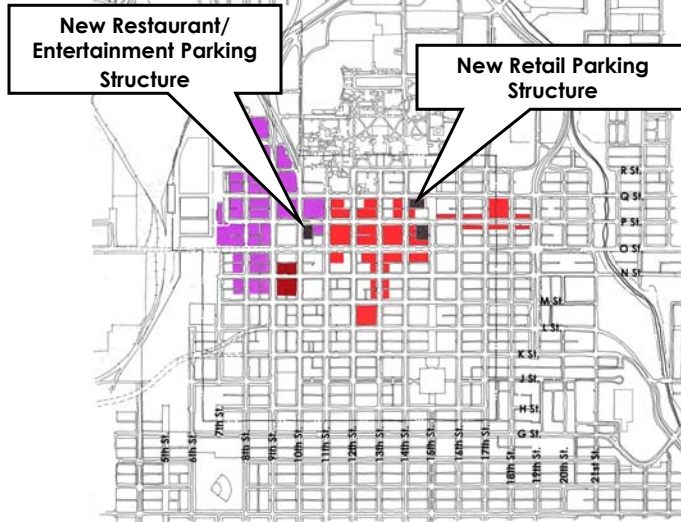 New Restaurant/
Entertainment Parking
Structure
New Retail Parking
Structure
R St.
Q St.
P St.
O St.
N St.
M St.
L St.
K St.
J St.
H St.
G St.
5th St.
6th St.
7th St.
8th St.
9th St.
10th St.
11th St.
12th St.
13th St.
14th St.
15th St.
16th St.
17th St.
18th St.
19th St.
20th St.
21st St.